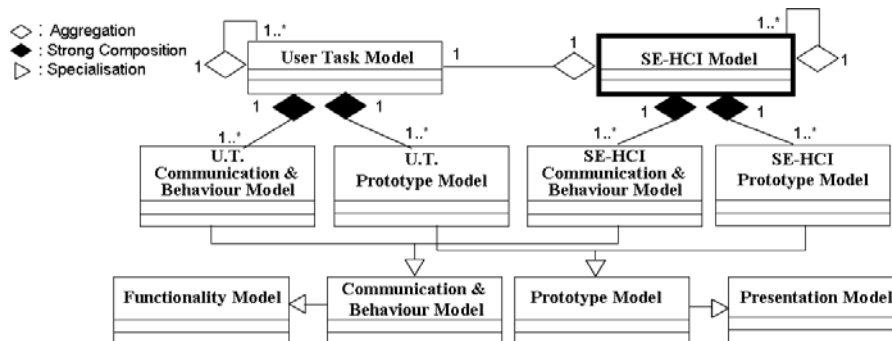 : Aggregation
: Strong Composition
: Specialisation
1..*
1
User Task Model
1
1
SE-HCI Model
1..*
1
1
1
1
1
1..*
1..*
1..*
1..*
U.T.
Communication &
Behaviour Model
U.T.
Prototype Model
SE-HCI
Communication &
Behaviour Model
SE-HCI
Prototype Model
Functionality Model
Communication &
Behaviour Model
Prototype Model
Presentation Model